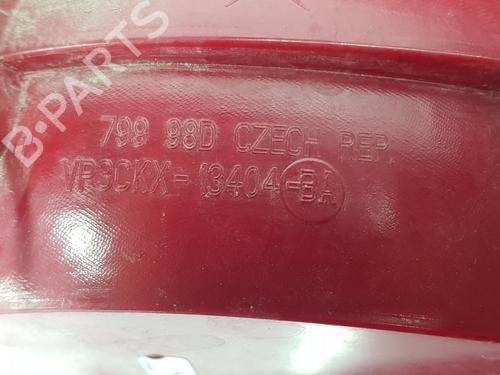 B-PARTS
799 98D CZECH REP.
VP3CKX-13404-BA